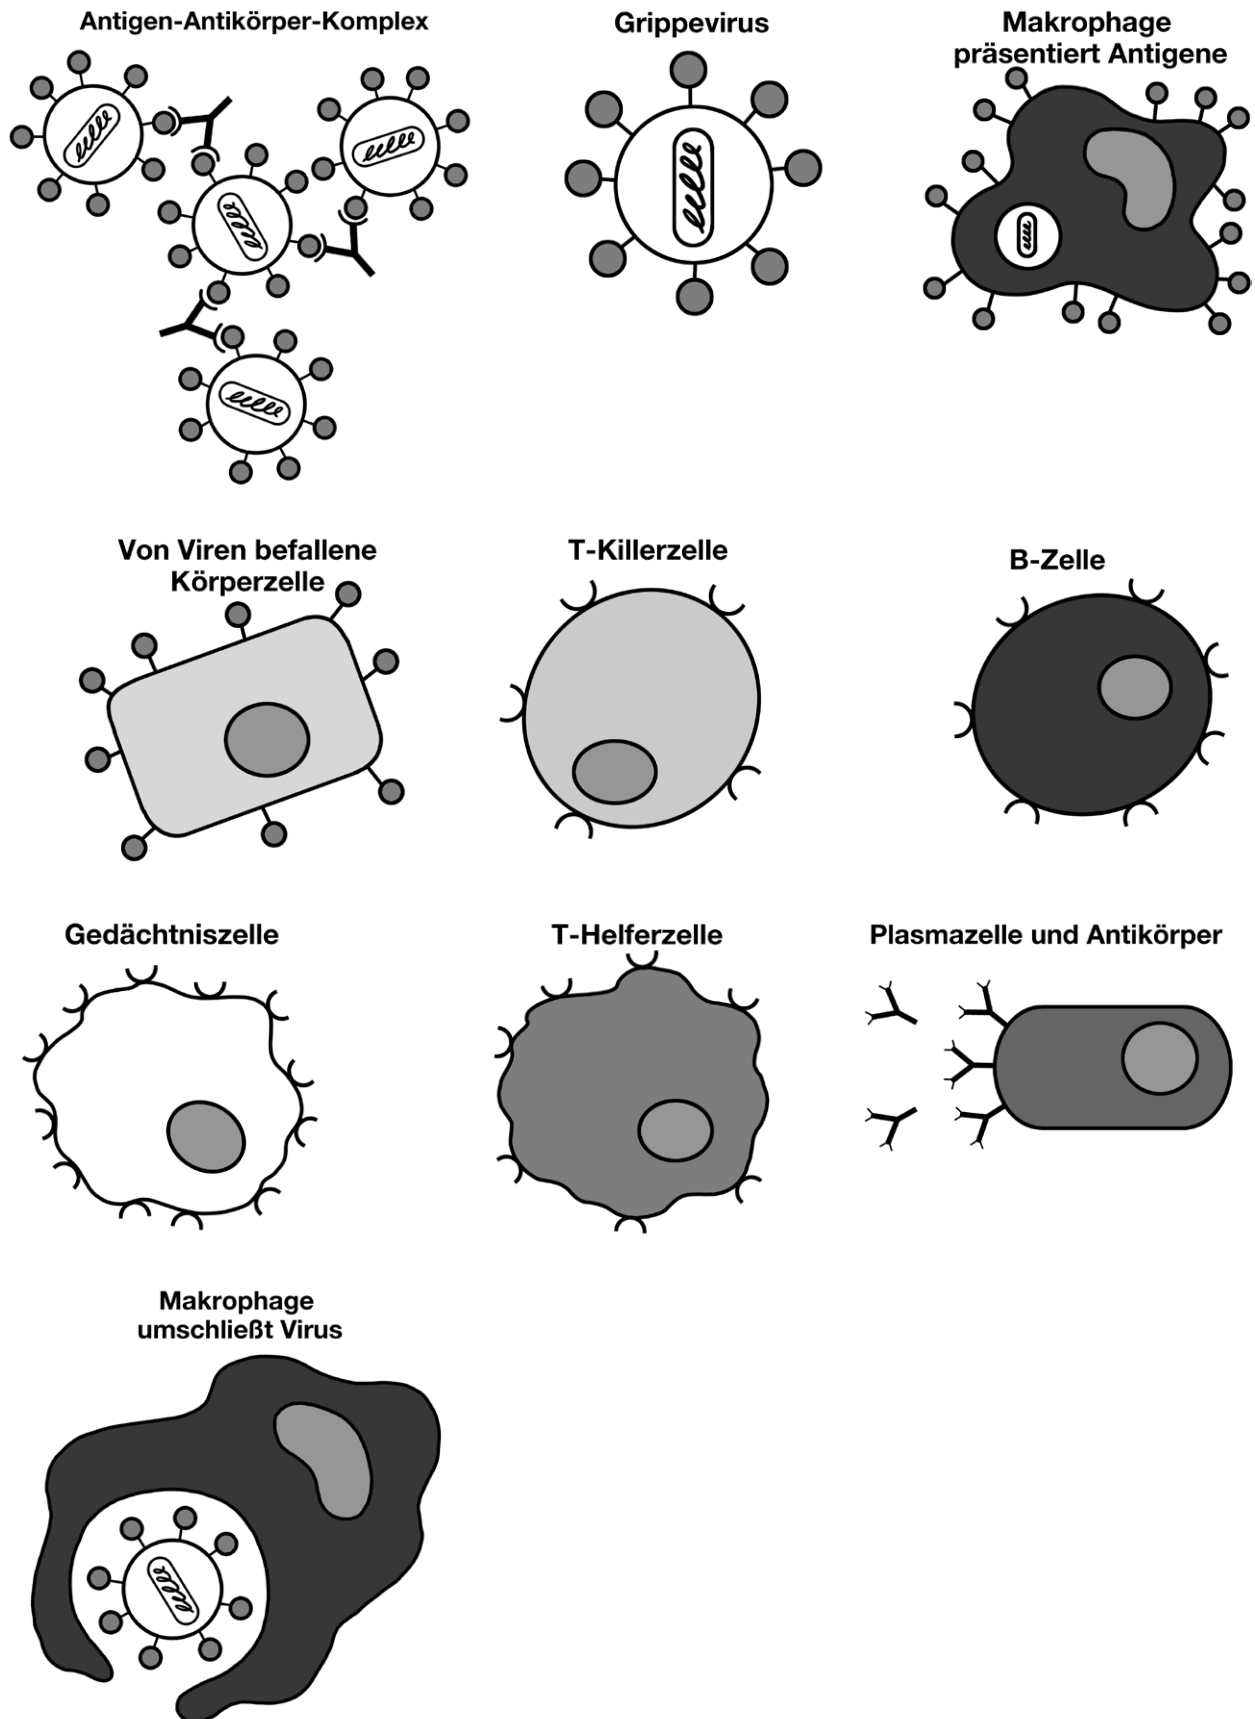 Antigen-Antikörper-Komplex
Grippevirus
Makrophage
präsentiert Antigene
Von Viren befallene
Körperzelle
T-Killerzelle
B-Zelle
Gedächtniszelle
T-Helferzelle
Plasmazelle und Antikörper
Makrophage
umschließt Virus